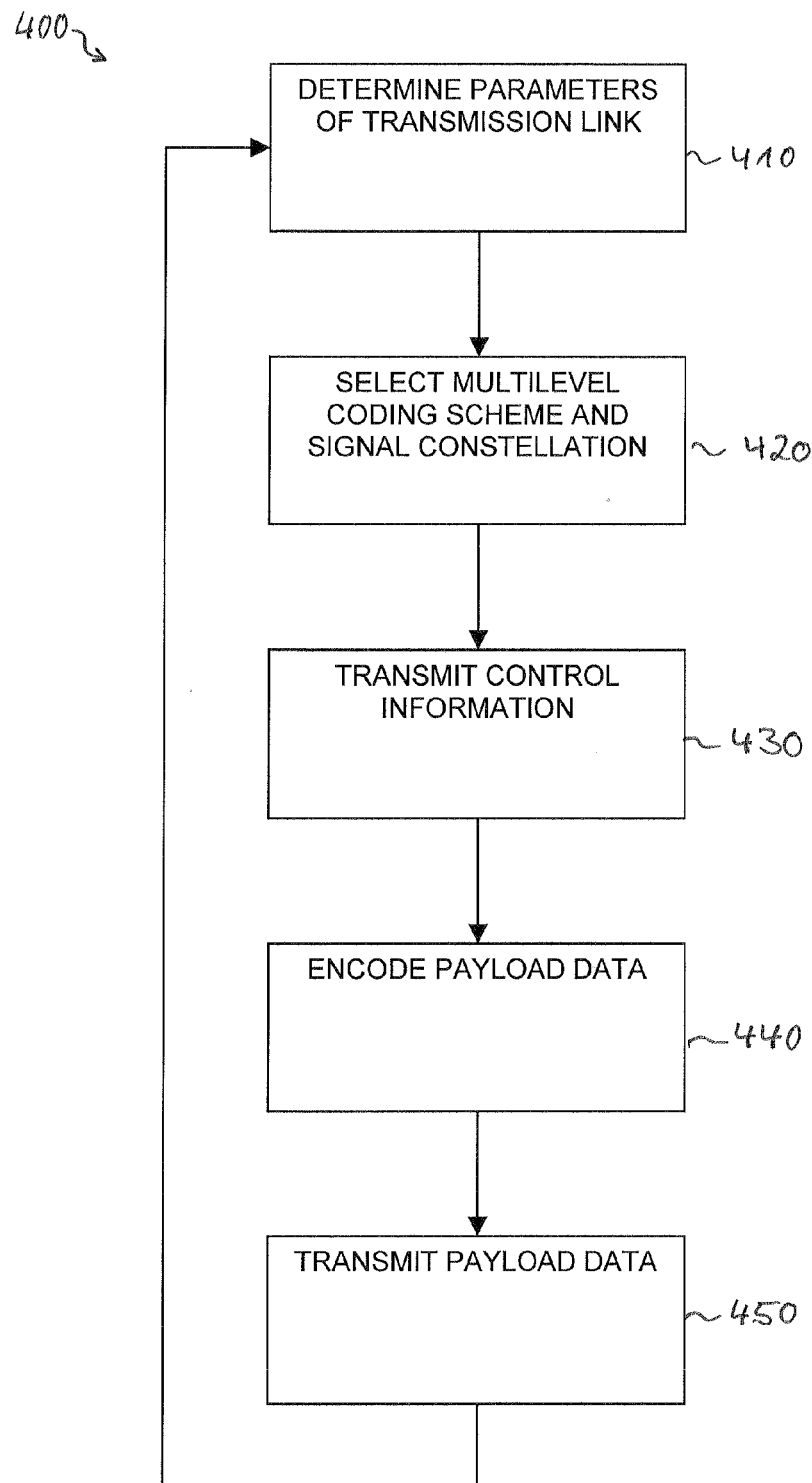 400
DETERMINE PARAMETERS
OF TRANSMISSION LINK
410
SELECT MULTILEVEL
CODING SCHEME AND
SIGNAL CONSTELLATION
420
TRANSMIT CONTROL
INFORMATION
430
ENCODE PAYLOAD DATA
440
TRANSMIT PAYLOAD DATA
450